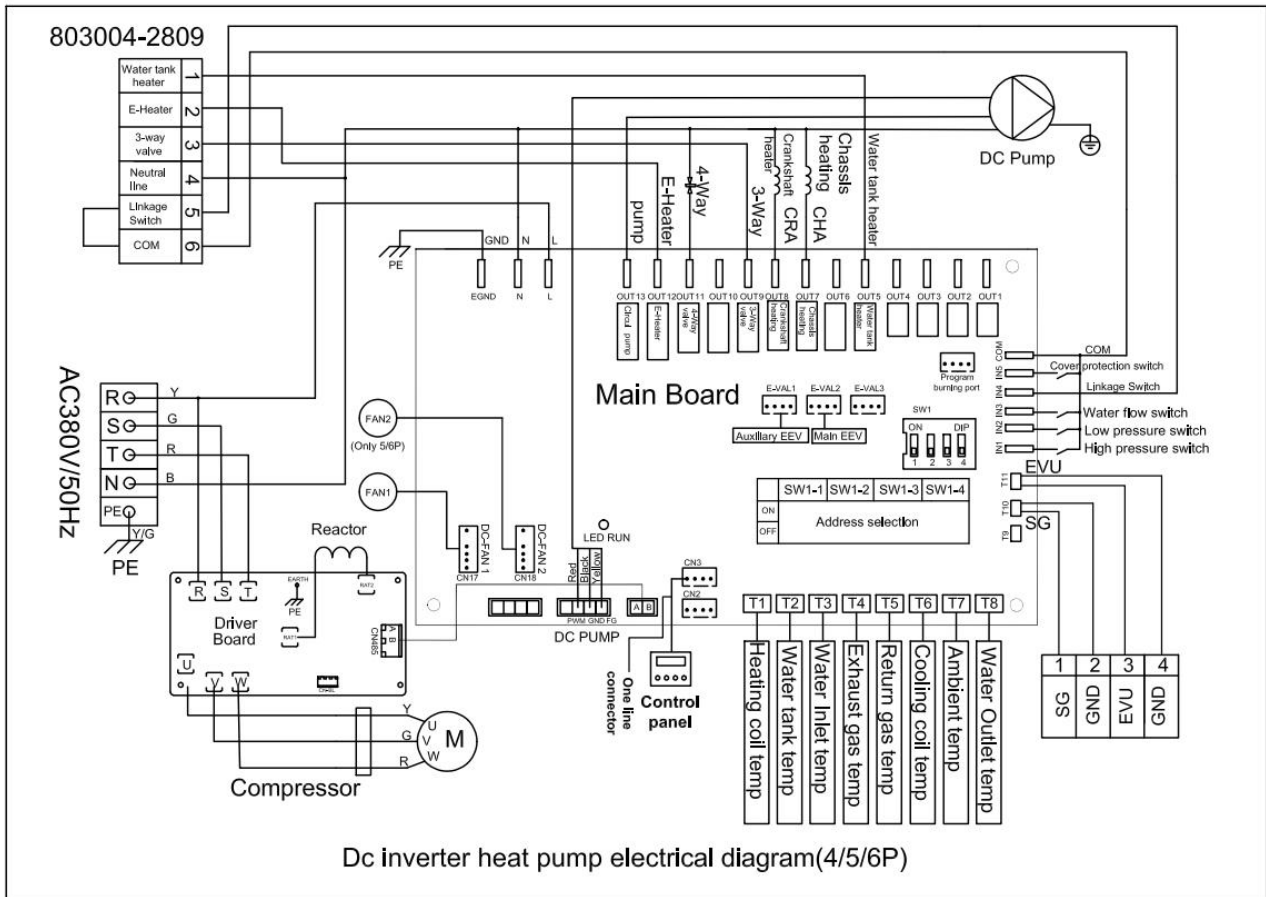 803004-2809
Water tank
heater
1
E-Heater
2
3-way
valve
3
Neutral
line
4
Linkage
Switch
5
COM
6
DC Pump
pump
E-Heater
4-Way
3-Way
Crankshaft
heater
CRA
Chassis
heating
CHA
Water tank heater
PE
GND
N
L
EGND
N
L
OUT13
OUT12
OUT11
OUT10
OUT9
OUT8
OUT7
OUT6
OUT5
OUT4
OUT3
OUT2
OUT1
Circul pump
E-Heater
4-Way
valve
3-Way
valve
Crankshaft
heating
Chassis
heating
Water tank
heater
AC380V/50Hz
R
Y
S
G
T
R
N
B
PE
Y/G
PE
Main Board
Program
burning port
E-VAL1
E-VAL2
E-VAL3
Auxiliary EEV
Main EEV
SW1
ON
DIP
1
2
3
4
COM
COM
IN5
Cover protection switch
IN4
Linkage Switch
IN3
Water flow switch
IN2
Low pressure switch
IN1
High pressure switch
SW1-1
SW1-2
SW1-3
SW1-4
ON
OFF
Address selection
EVU
T11
T10
SG
T9
FAN2
(Only 5/6P)
FAN1
DC-FAN 1
CN17
DC-FAN 2
CN18
LED RUN
Red
Black
Yellow
PWM
GND
FG
DC PUMP
A
B
CN3
CN2
One line
connector
Control
panel
Reactor
R
S
T
EARTH
PE
RAT2
RAT1
Driver
Board
A
B
CN485
U
V
W
Y
G
R
U
V
W
M
Compressor
T1
T2
T3
T4
T5
T6
T7
T8
Heating coil temp
Water tank temp
Water Inlet temp
Exhaust gas temp
Return gas temp
Cooling coil temp
Ambient temp
Water Outlet temp
1
2
3
4
SG
GND
EVU
GND
Dc inverter heat pump electrical diagram(4/5/6P)